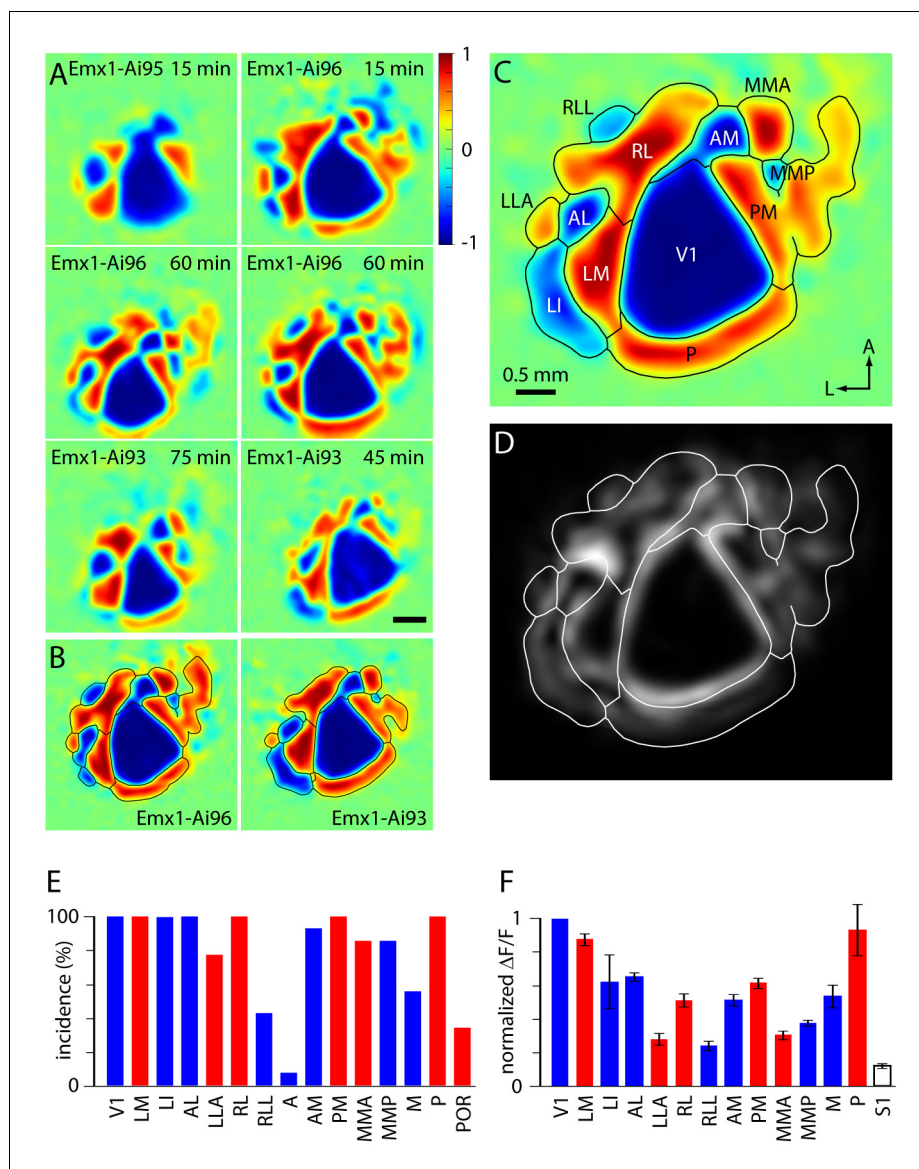 A
Emx1-Ai95 15 min
Emx1-Ai96 15 min
1
0
-1
Emx1-Ai96 60 min
Emx1-Ai96 60 min
Emx1-Ai93 75 min
Emx1-Ai93 45 min
B
Emx1-Ai96
Emx1-Ai93
C
MMA
RLL
AM
RL
MMP
LLA
AL
PM
V1
LM
LI
P
0.5 mm
A
L
D
E
100
incidence (%)
0
V1 LM LI AL LLA RL RLL A AM PM MMA MMP M P POR
F
1
normalized ΔF/F
0
V1 LM LI AL LLA RL RLL AM PM MMA MMP M P S1